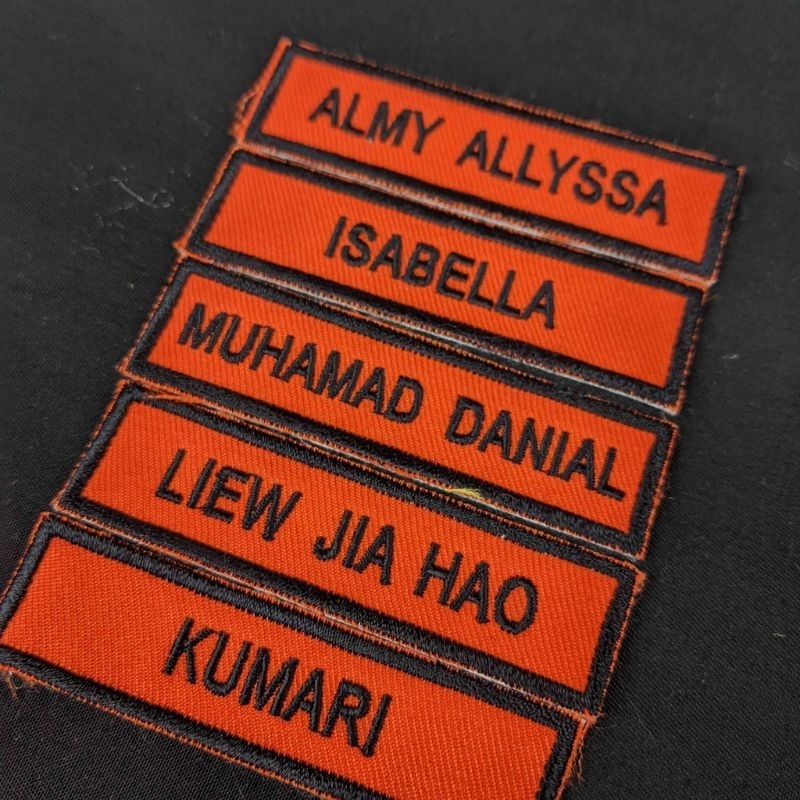 ALMY ALLYSSA
ISABELLA
MUHAMAD DANIAL
LIEW JIA HAO
KUMARI